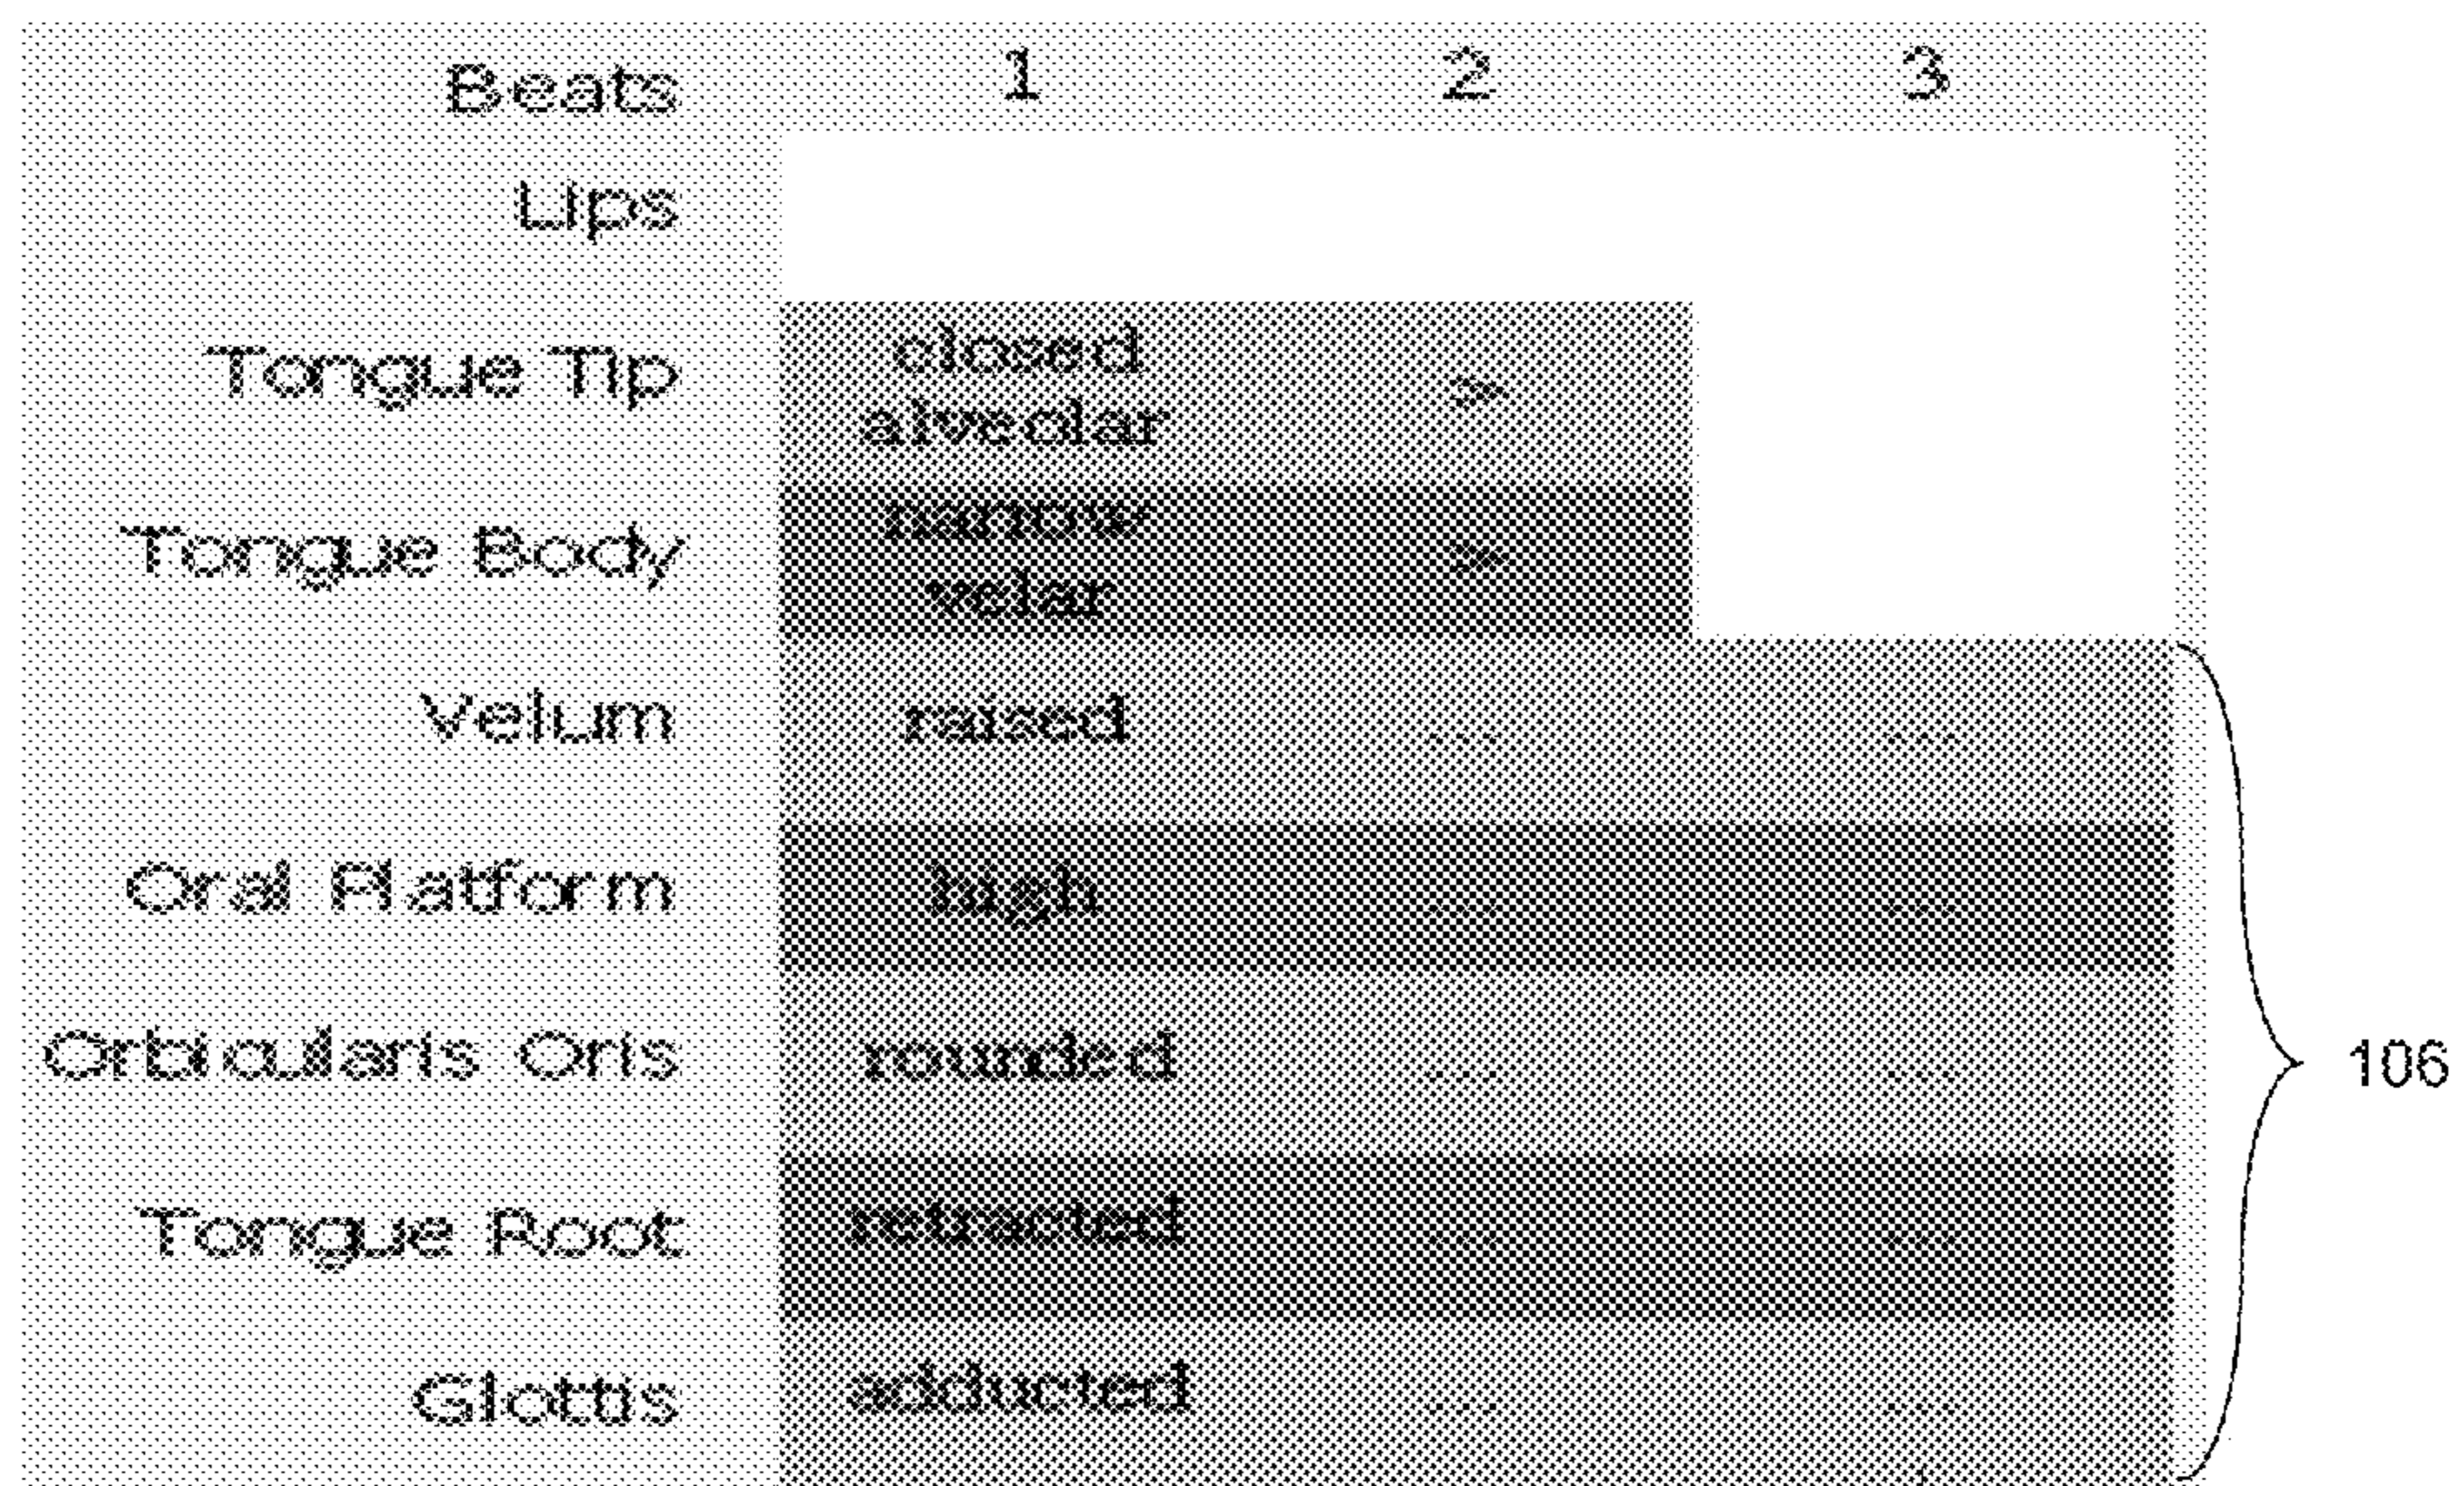 Beats 1 2 3
Lips
Tongue Tip closed alveolar >
Tongue Body narrow velar >
Velum raised ... ...
Oral Platform high ... ...
Orbicularis Oris rounded ... ...
Tongue Root retracted ... ...
Glottis adducted ... ...
106